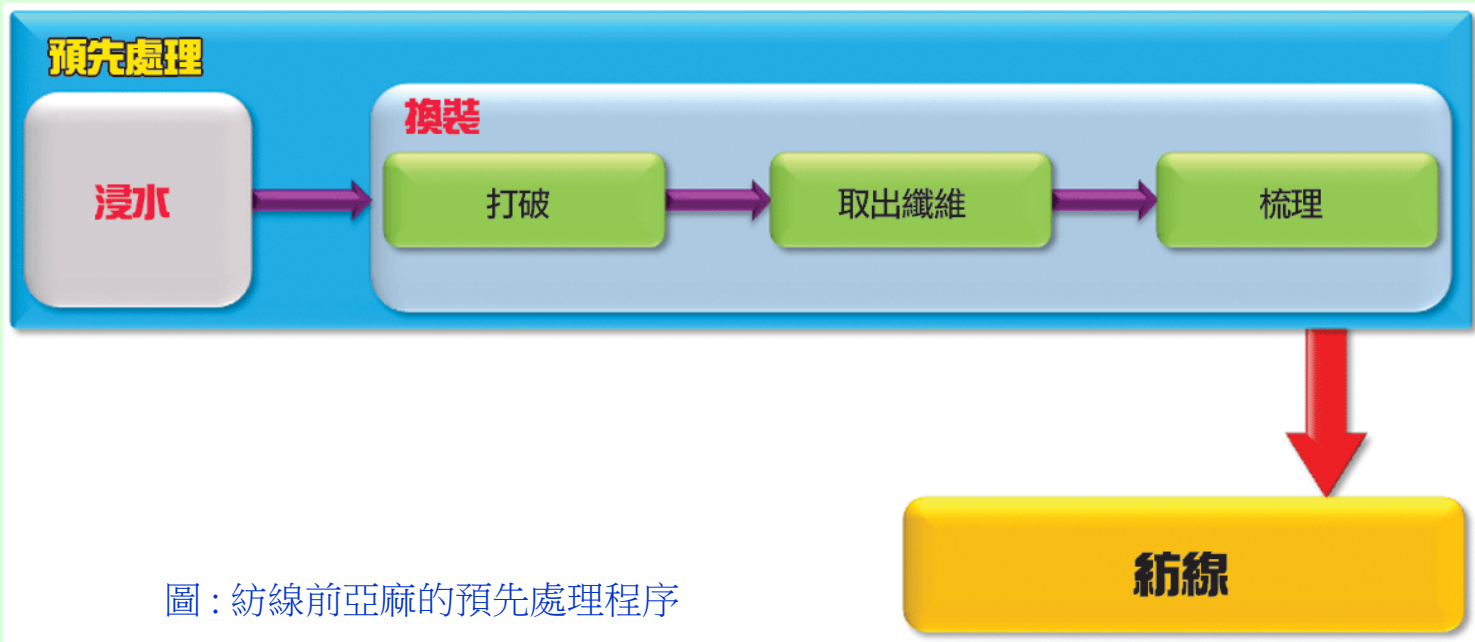 預先處理
換裝
浸水
打破
取出纖維
梳理
紡線
圖 : 紡線前亞麻的預先處理程序